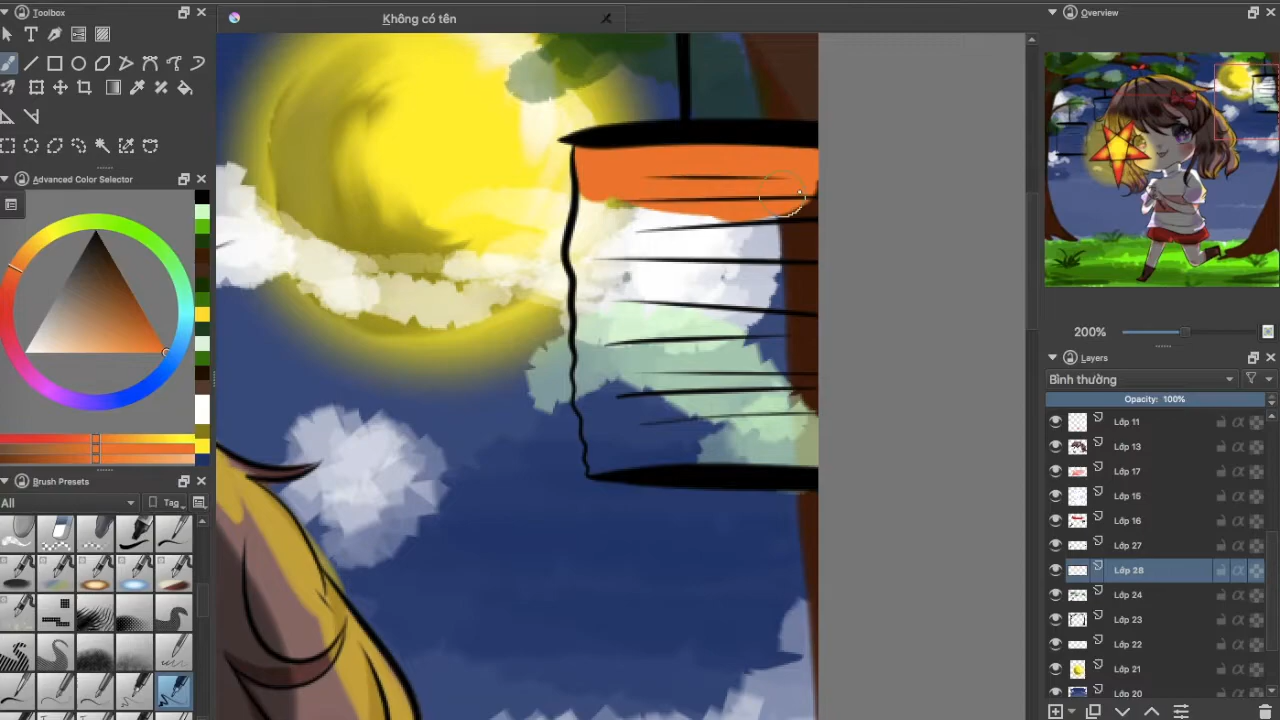 Toolbox
Không có tên
Overview
Advanced Color Selector
200%
Layers
Bình thường
Opacity: 100%
Lớp 11
Lớp 13
Lớp 17
Lớp 15
Lớp 16
Lớp 27
Lớp 28
Lớp 24
Lớp 23
Lớp 22
Lớp 21
Lớp 20
Brush Presets
All
Tag